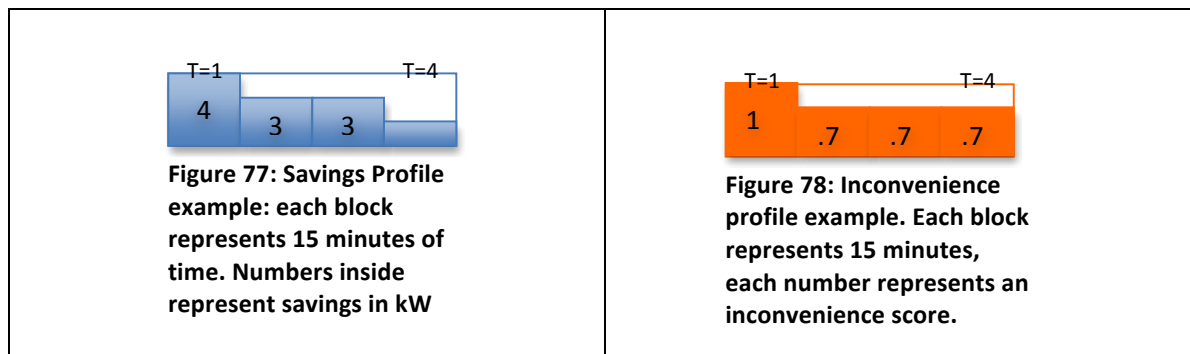 T=1 T=4
4 3 3
Figure 77: Savings Profile
example: each block
represents 15 minutes of
time. Numbers inside
represent savings in kW
T=1 T=4
1 .7 .7 .7
Figure 78: Inconvenience
profile example. Each block
represents 15 minutes,
each number represents an
inconvenience score.